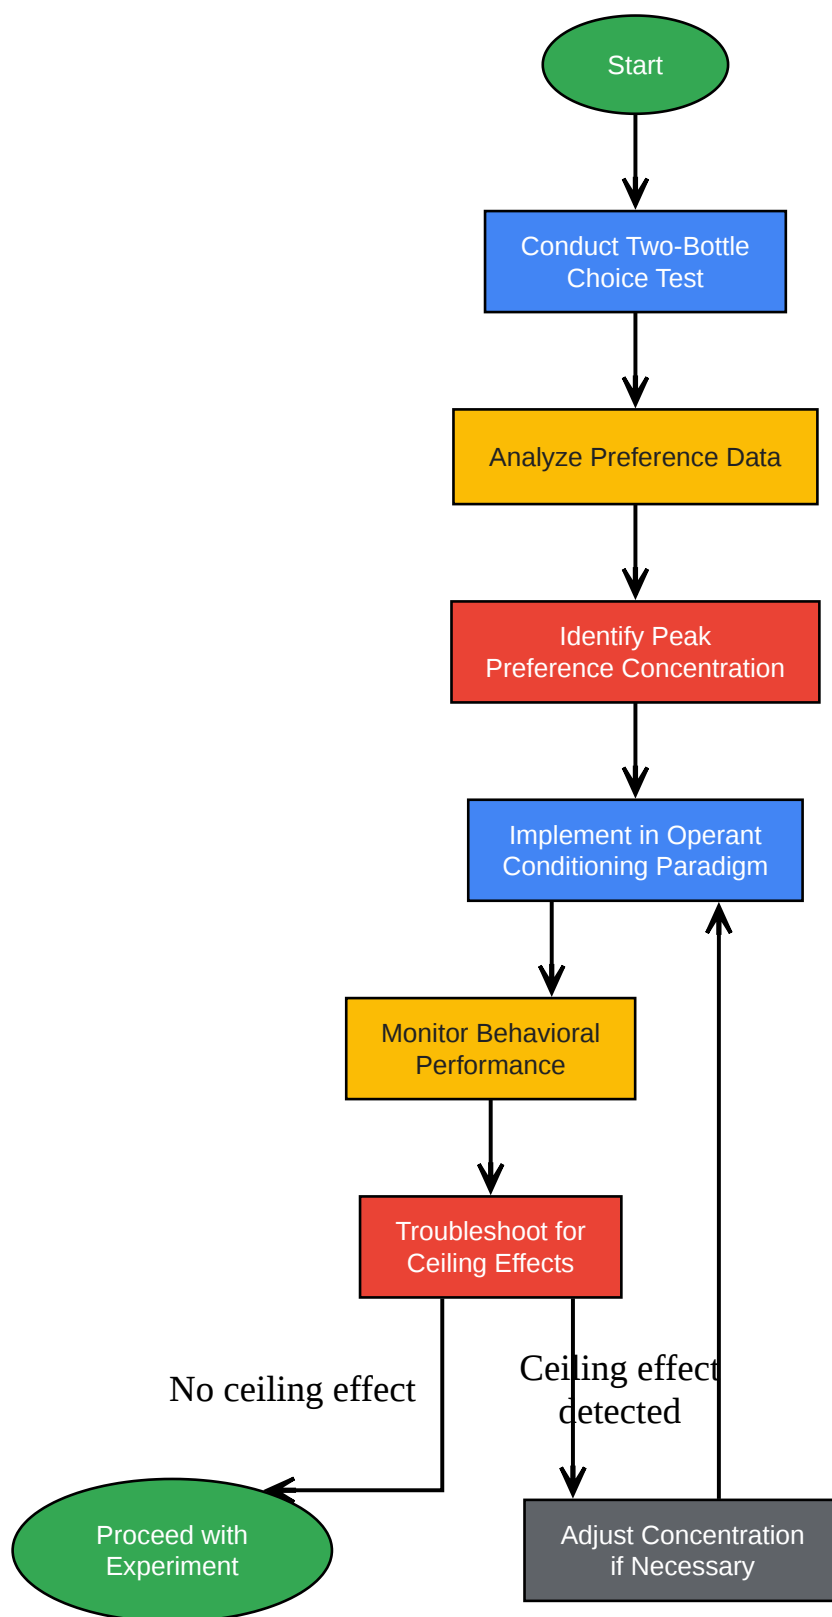 Start
Conduct Two-Bottle
Choice Test
Analyze Preference Data
Identify Peak
Preference Concentration
Implement in Operant
Conditioning Paradigm
Monitor Behavioral
Performance
Troubleshoot for
Ceiling Effects
No ceiling effect
Ceiling effect
detected
Proceed with
Experiment
Adjust Concentration
if Necessary